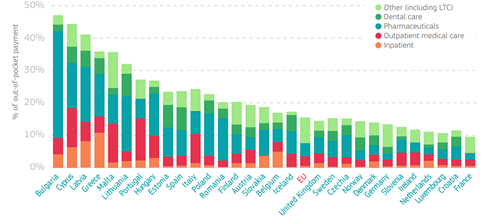 50%
40%
30%
20%
10%
0%
% of out-of-pocket payment
Other (including LTC)
Dental care
Pharmaceuticals
Outpatient medical care
Inpatient
Bulgaria
Cyprus
Latvia
Greece
Malta
Lithuania
Portugal
Hungary
Estonia
Spain
Italy
Poland
Romania
Finland
Austria
Slovakia
Belgium
Iceland
EU
United Kingdom
Sweden
Czechia
Norway
Denmark
Germany
Slovenia
Ireland
Netherlands
Luxembourg
Croatia
France